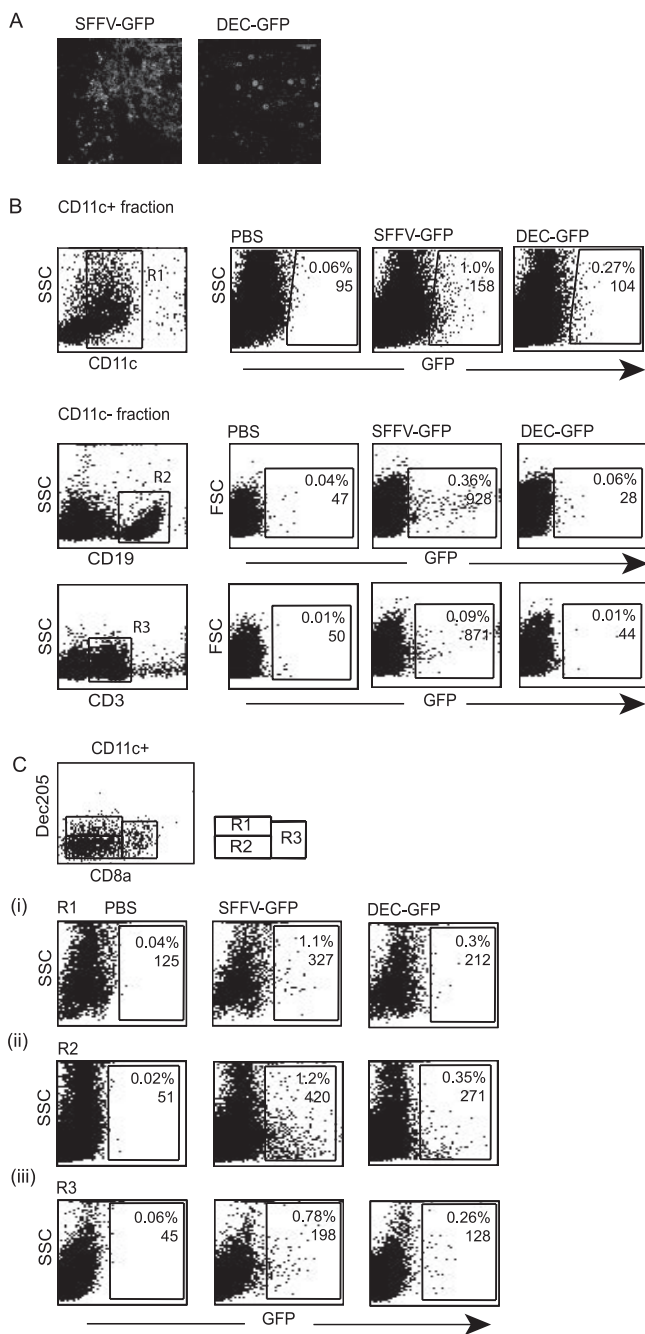 A
SFFV-GFP DEC-GFP
B
CD11c+ fraction
PBS SFFV-GFP DEC-GFP
SSC R1 SSC 0.06% 95 1.0% 158 0.27% 104
CD11c GFP
CD11c- fraction
PBS SFFV-GFP DEC-GFP
SSC R2 FSC 0.04% 47 0.36% 928 0.06% 28
CD19 GFP
SSC R3 FSC 0.01% 50 0.09% 871 0.01% 44
CD3 GFP
C
CD11c+
Dec205 R1 R2 R3
CD8a
(i) R1 PBS SFFV-GFP DEC-GFP
SSC 0.04% 125 1.1% 327 0.3% 212
(ii) R2
SSC 0.02% 51 1.2% 420 0.35% 271
(iii) R3
SSC 0.06% 45 0.78% 198 0.26% 128
GFP